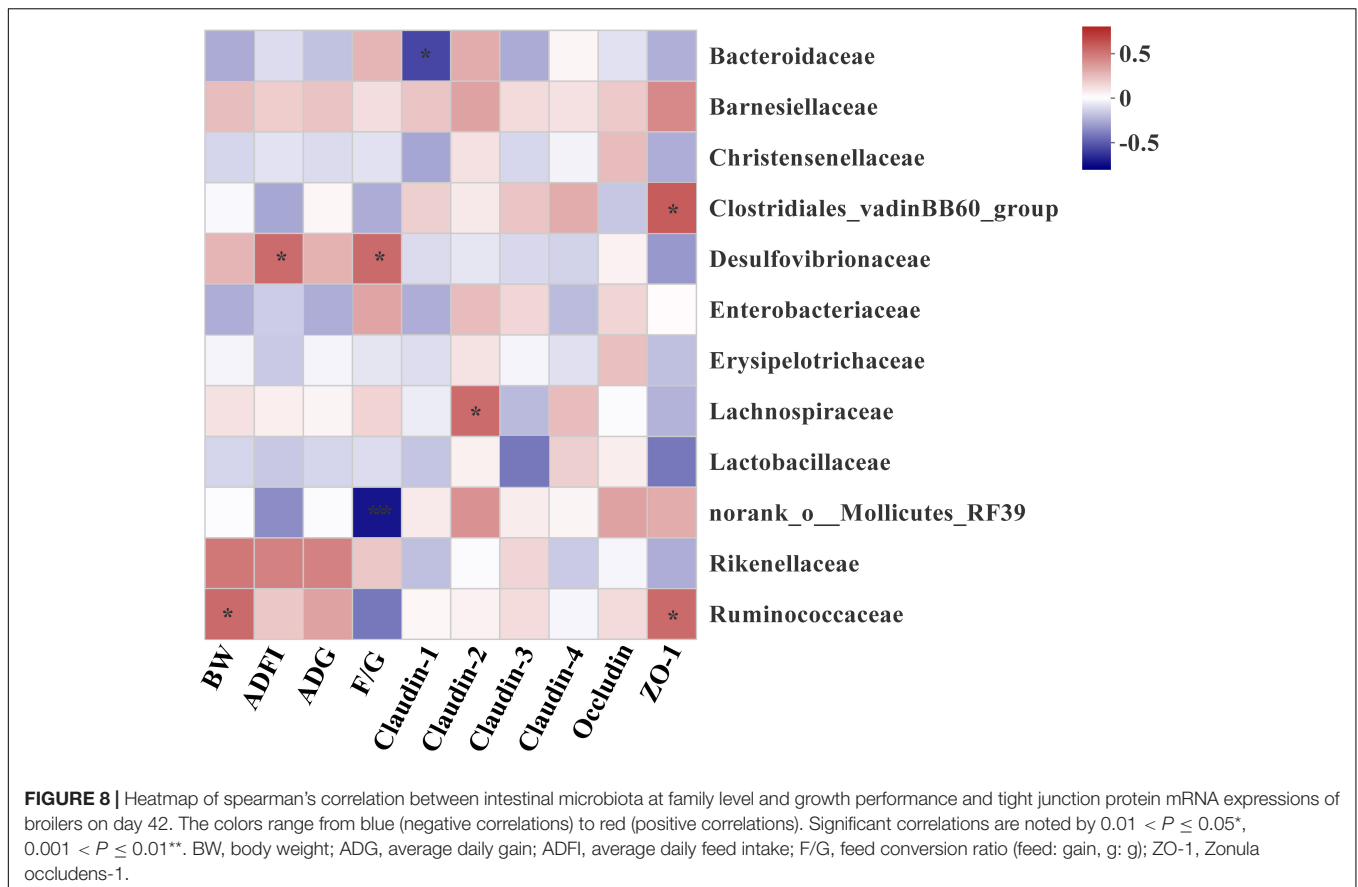 Bacteroidaceae
Barnesiellaceae
Christensenellaceae
Clostridiales_vadinBB60_group
Desulfovibrionaceae
Enterobacteriaceae
Erysipelotrichaceae
Lachnospiraceae
Lactobacillaceae
norank_o__Mollicutes_RF39
Rikenellaceae
Ruminococcaceae
0.5
0
-0.5
*
*
* *
*
***
* *
BW ADFI ADG F/G Claudin-1 Claudin-2 Claudin-3 Claudin-4 Occludin ZO-1
FIGURE 8 | Heatmap of spearman's correlation between intestinal microbiota at family level and growth performance and tight junction protein mRNA expressions of
broilers on day 42. The colors range from blue (negative correlations) to red (positive correlations). Significant correlations are noted by 0.01 < P ≤ 0.05*,
0.001 < P ≤ 0.01**. BW, body weight; ADG, average daily gain; ADFI, average daily feed intake; F/G, feed conversion ratio (feed: gain, g: g); ZO-1, Zonula
occludens-1.